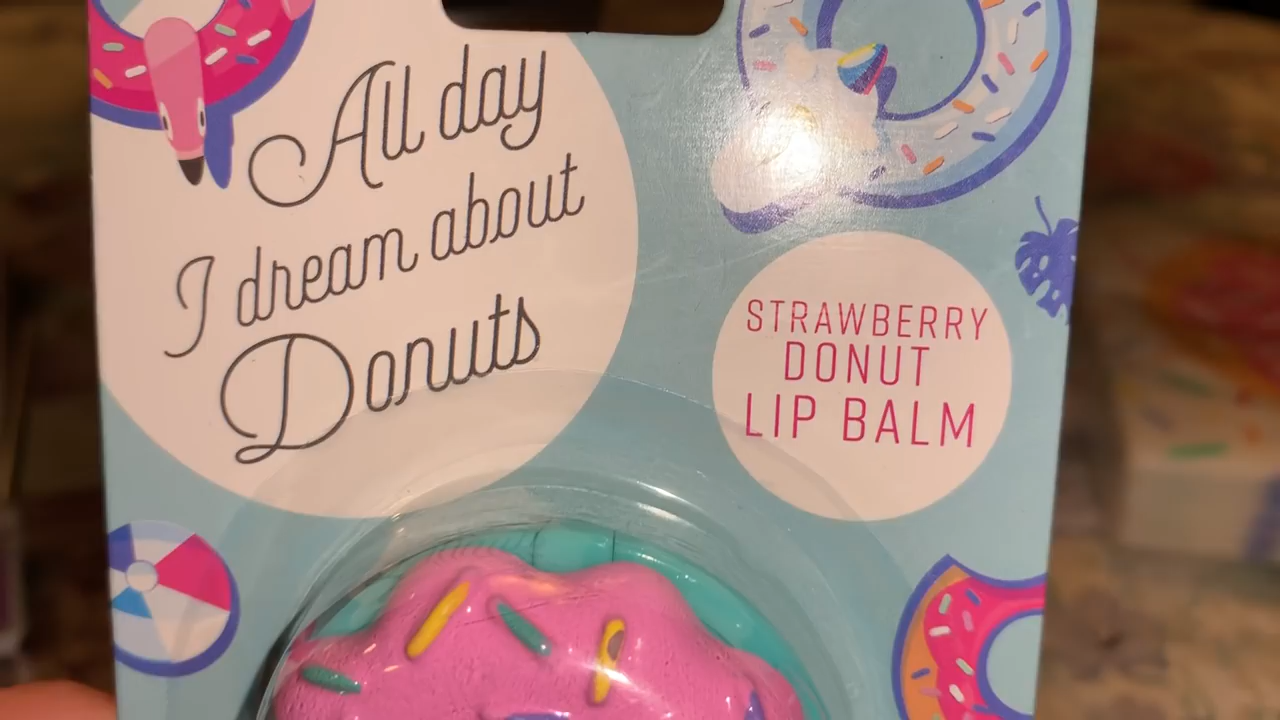 All day
I dream about
Donuts
STRAWBERRY
DONUT
LIP BALM